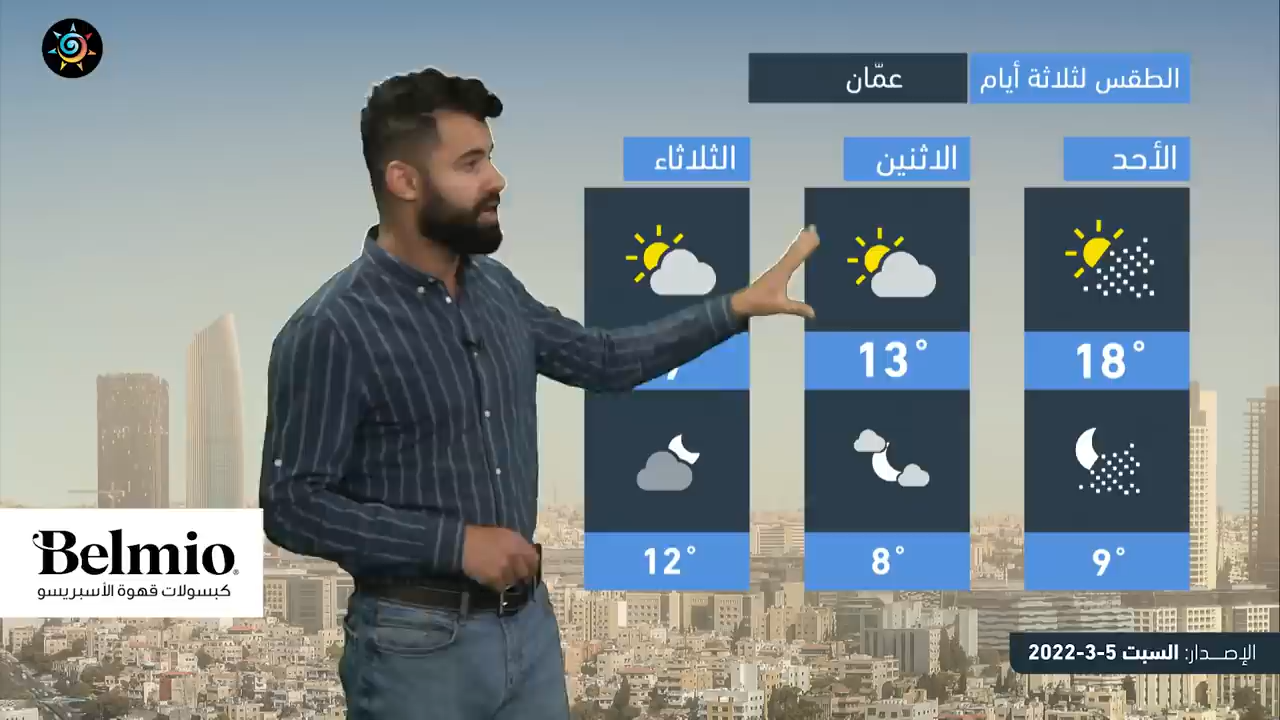 الطقس لثلاثة أيام
عمّان
الأحد
الاثنين
الثلاثاء
18°
13°
9°
8°
12°
Belmio
كبسولات قهوة الأسبريسو
الإصدار: السبت 5-3-2022